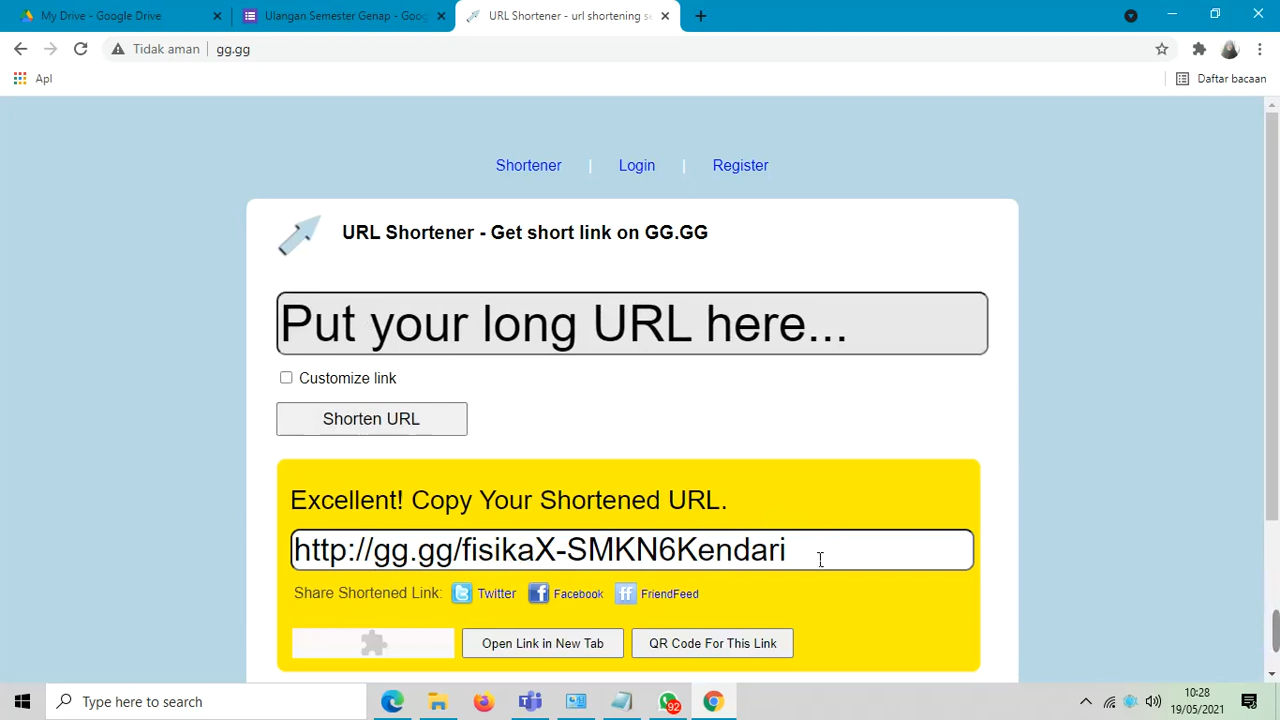 My Drive - Google Drive
Ulangan Semester Genap - Goo
URL Shortener - url shortening se
Tidak aman
gg.gg
Apl
Daftar bacaan
Shortener | Login | Register
URL Shortener - Get short link on GG.GG
Put your long URL here...
Customize link
Shorten URL
Excellent! Copy Your Shortened URL.
http://gg.gg/fisikaX-SMKN6Kendari
Share Shortened Link: Twitter Facebook FriendFeed
Open Link in New Tab
QR Code For This Link
Type here to search
92
10:28
19/05/2021